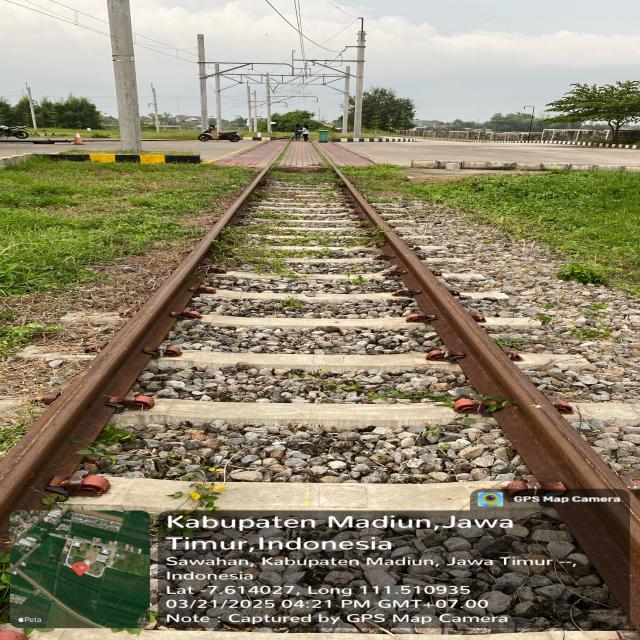 GPS Map Camera
Kabupaten Madiun,Jawa
Timur,Indonesia
Sawahan, Kabupaten Madiun, Jawa Timur --,
Indonesia
Lat -7.614027, Long 111.510935
03/21/2025 04:21 PM GMT+07.00
Note : Captured by GPS Map Camera
Peta